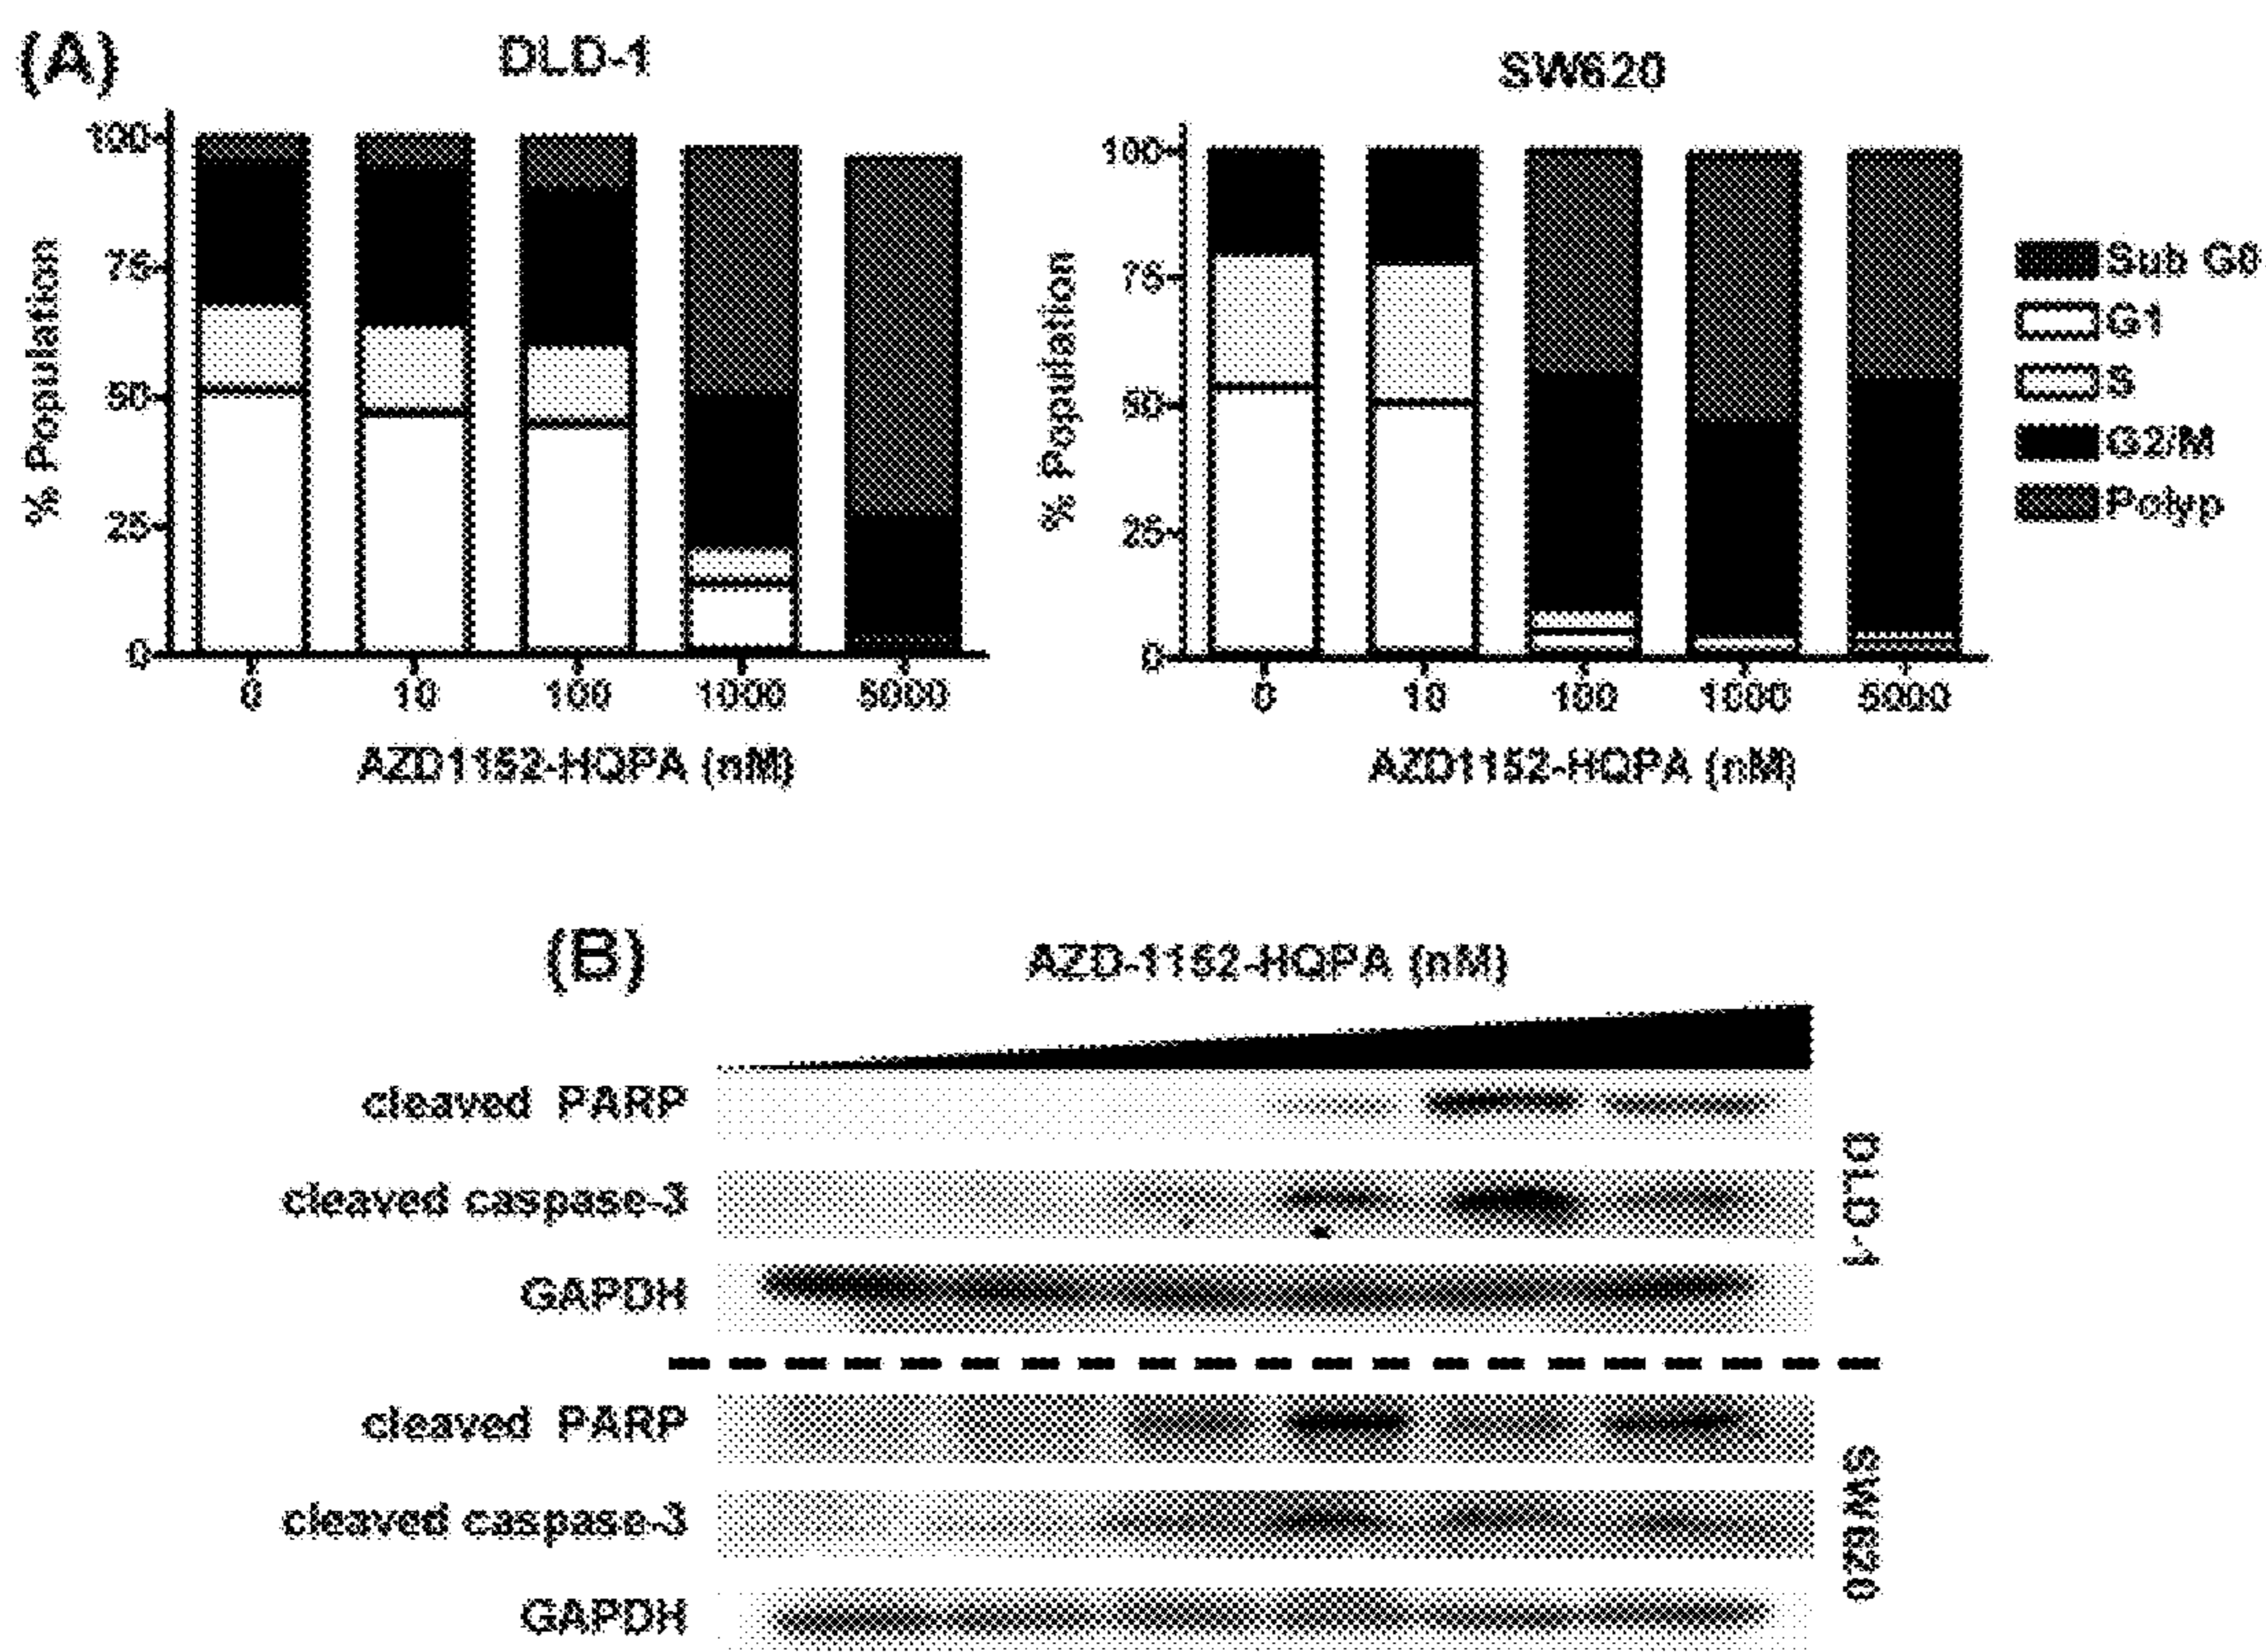 (A)
DLD-1
100
75
50
25
0
% Population
0 10 100 1000 5000
AZD1152-HQPA (nM)
SW620
100
75
50
25
0
% Population
0 10 100 1000 5000
AZD1152-HQPA (nM)
Sub G0
G1
S
G2/M
Polyp
(B)
AZD-1152-HQPA (nM)
cleaved PARP
cleaved caspase-3
GAPDH
DLD-1
cleaved PARP
cleaved caspase-3
GAPDH
SW620